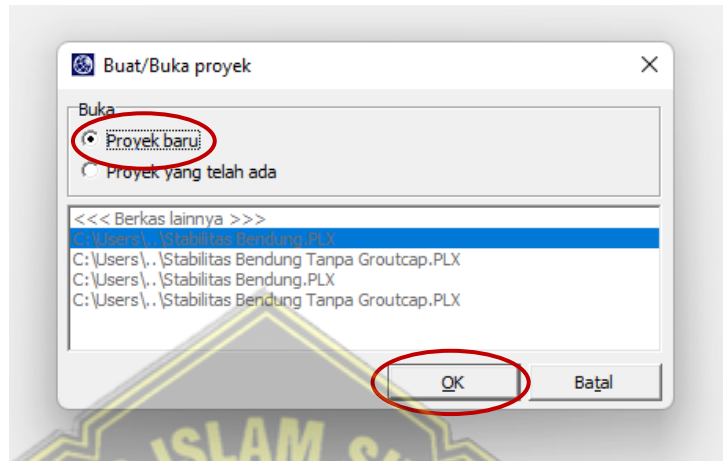 Buat/Buka proyek
Buka
Proyek baru
Proyek yang telah ada
<<< Berkas lainnya >>>
C:\Users\..\Stabilitas Bendung.PLX
C:\Users\..\Stabilitas Bendung Tanpa Groutcap.PLX
C:\Users\..\Stabilitas Bendung.PLX
C:\Users\..\Stabilitas Bendung Tanpa Groutcap.PLX
OK Batal
ISLAM